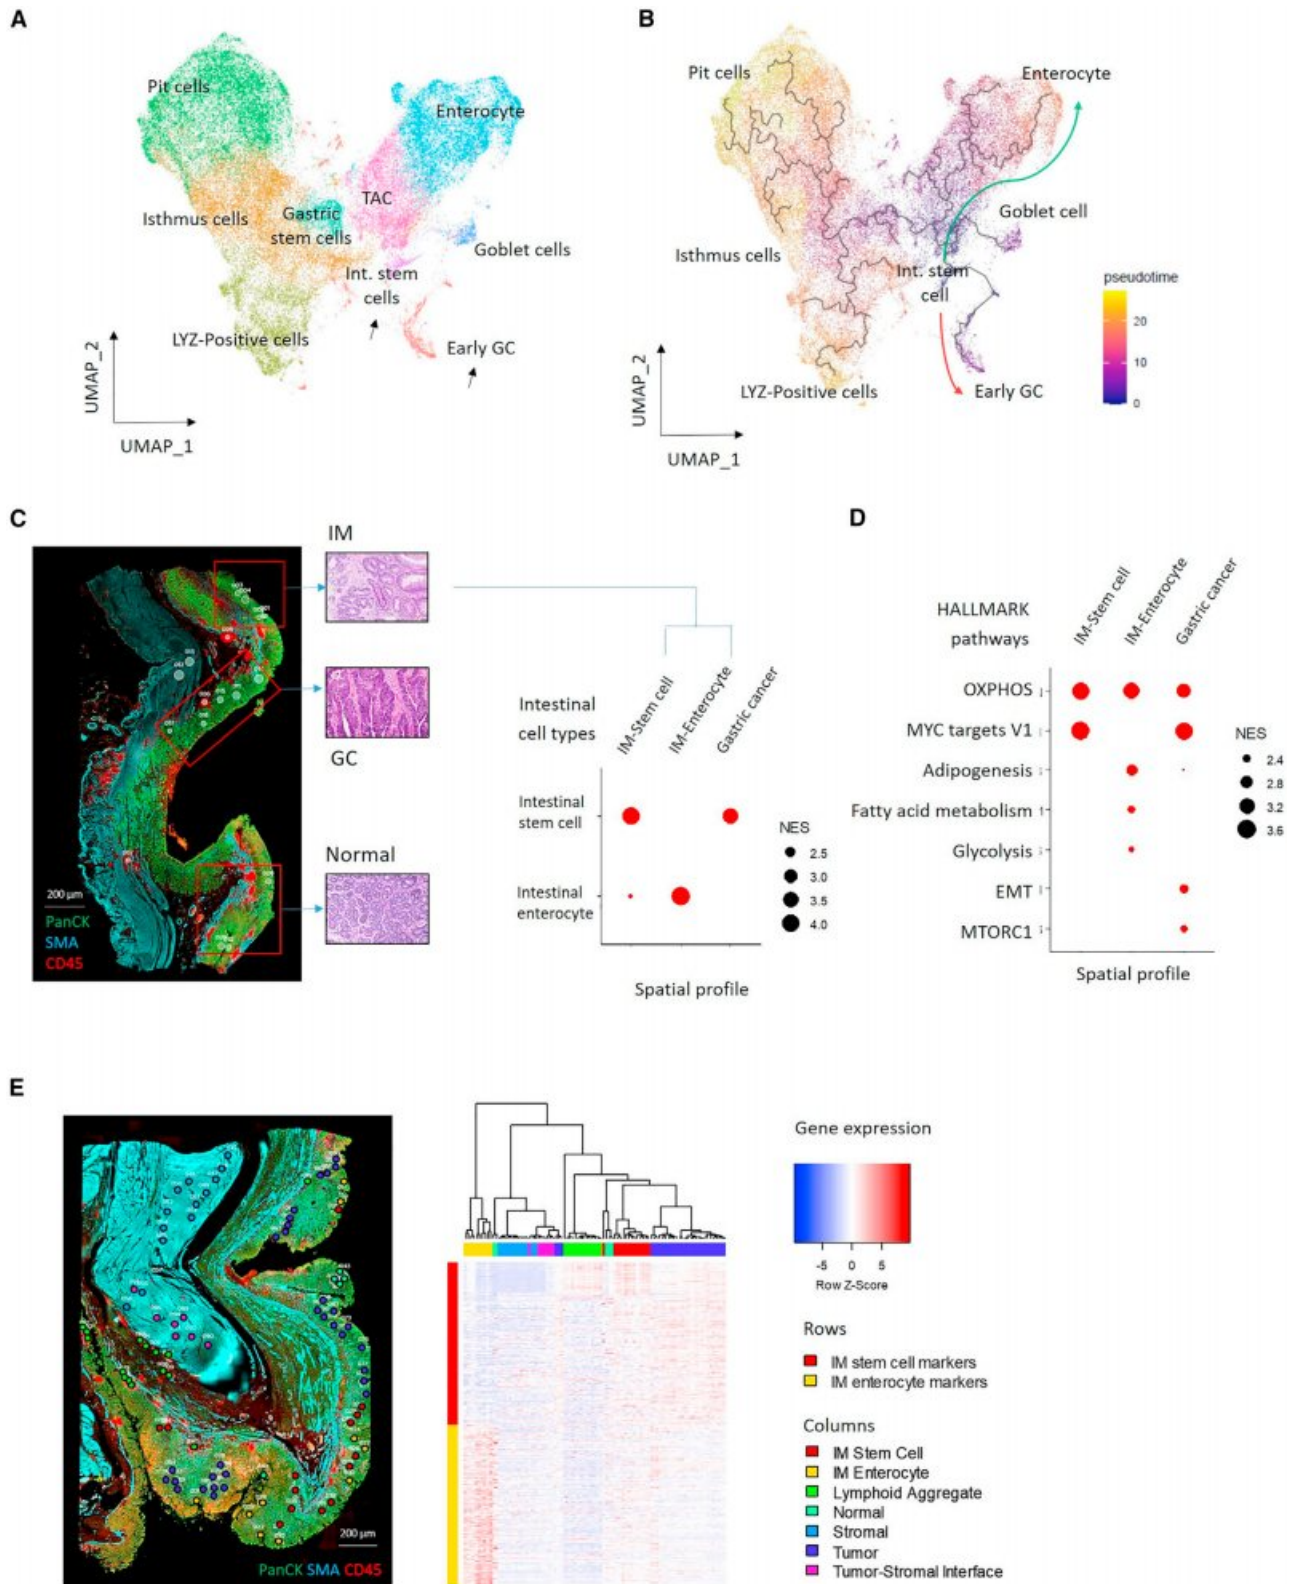 A
Pit cells
Enterocyte
TAC
Isthmus cells
Gastric
stem cells
Goblet cells
Int. stem
cells
LYZ-Positive cells
Early GC
UMAP_2
UMAP_1
B
Pit cells
Enterocyte
Goblet cell
Isthmus cells
Int. stem
cell
pseudotime
20
10
0
LYZ-Positive cells
Early GC
UMAP_2
UMAP_1
C
IM
GC
Normal
200 µm
PanCK
SMA
CD45
Intestinal
cell types
IM-Stem cell
IM-Enterocyte
Gastric cancer
Intestinal
stem cell
Intestinal
enterocyte
NES
2.5
3.0
3.5
4.0
Spatial profile
D
HALLMARK
pathways
IM-Stem cell
IM-Enterocyte
Gastric cancer
OXPHOS
MYC targets V1
Adipogenesis
Fatty acid metabolism
Glycolysis
EMT
MTORC1
NES
2.4
2.8
3.2
3.6
Spatial profile
E
200 µm
PanCK SMA CD45
Gene expression
-5 0 5
Row Z-Score
Rows
IM stem cell markers
IM enterocyte markers
Columns
IM Stem Cell
IM Enterocyte
Lymphoid Aggregate
Normal
Stromal
Tumor
Tumor-Stromal Interface